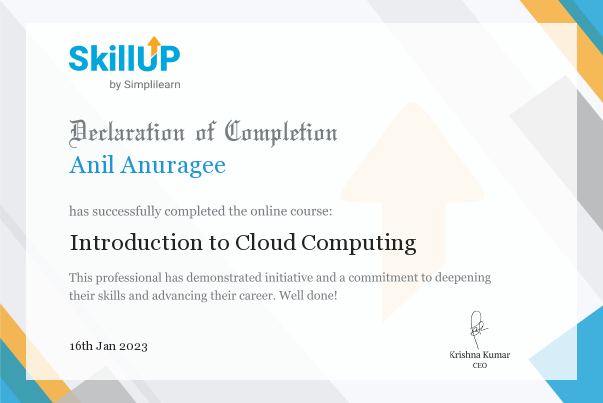 SkillUP
by Simplilearn
Declaration of Completion
Anil Anuragee
has successfully completed the online course:
Introduction to Cloud Computing
This professional has demonstrated initiative and a commitment to deepening
their skills and advancing their career. Well done!
16th Jan 2023
Krishna Kumar
CEO